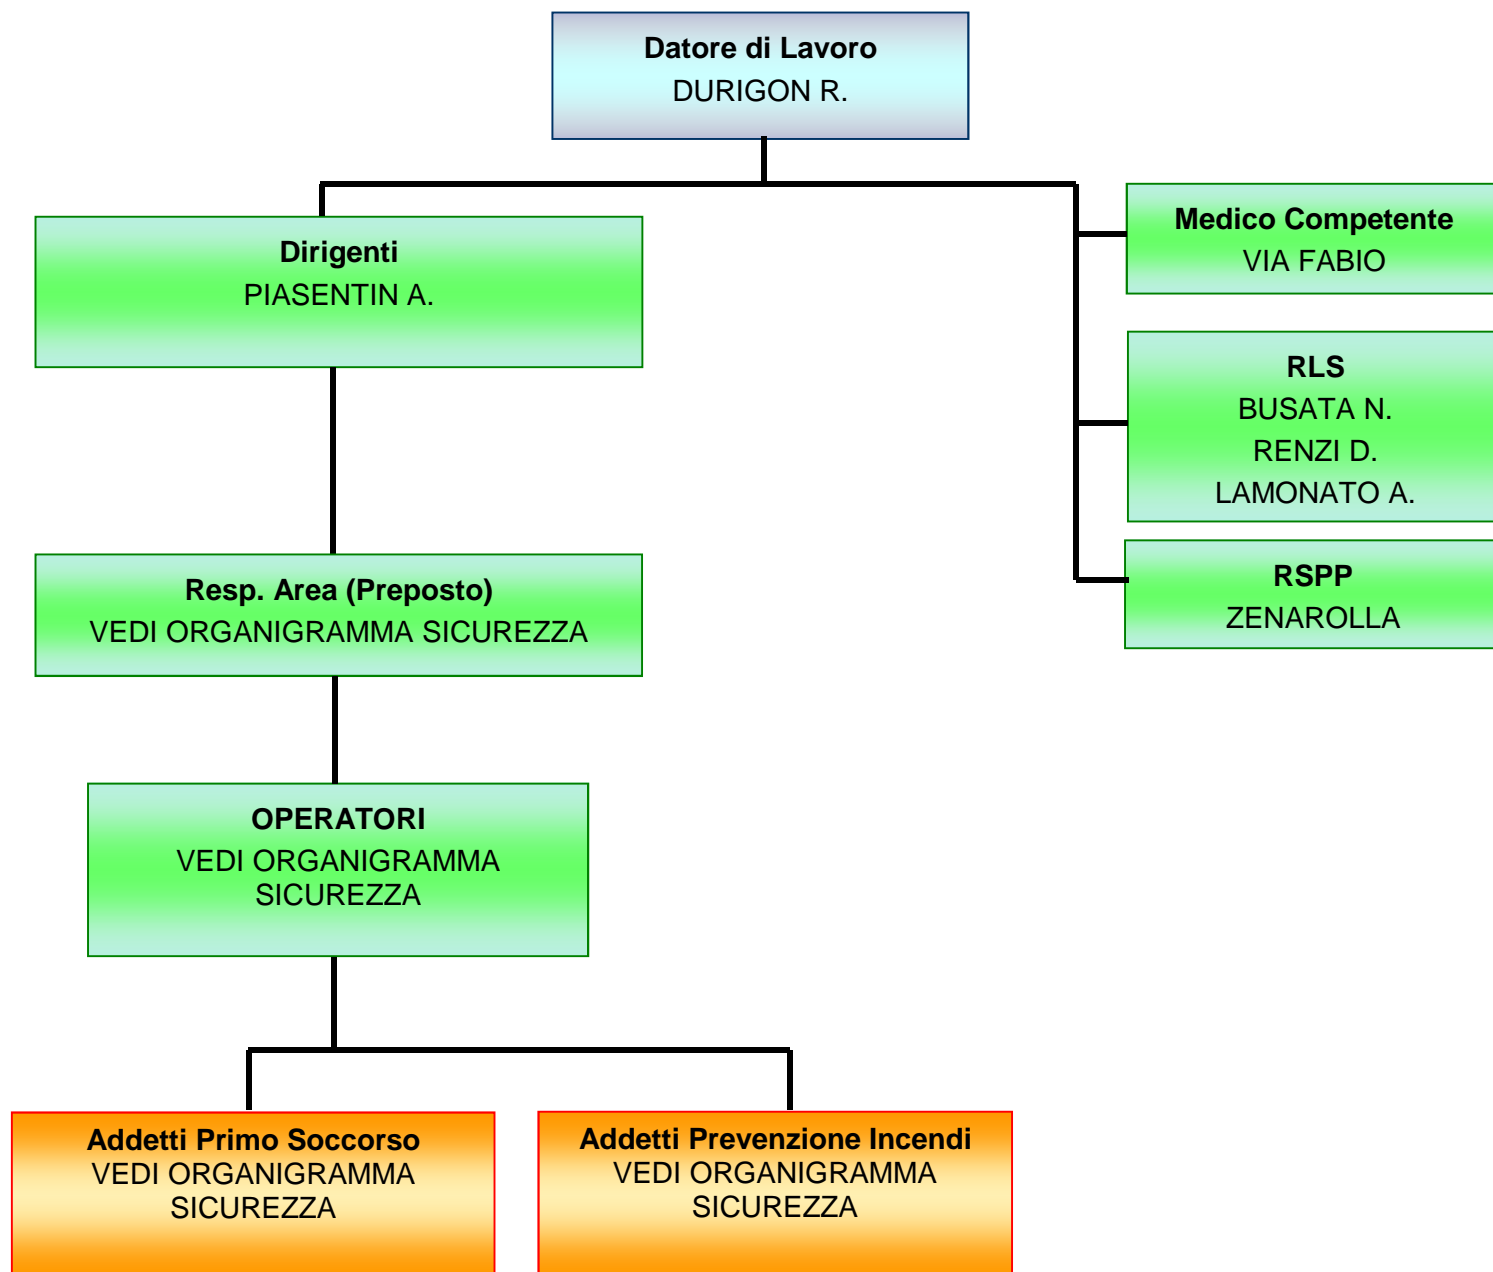 Datore di Lavoro
DURIGON R.
Dirigenti
PIASENTIN A.
Medico Competente
VIA FABIO
RLS
BUSATA N.
RENZI D.
LAMONATO A.
RSPP
ZENAROLLA
Resp. Area (Preposto)
VEDI ORGANIGRAMMA SICUREZZA
OPERATORI
VEDI ORGANIGRAMMA
SICUREZZA
Addetti Primo Soccorso
VEDI ORGANIGRAMMA
SICUREZZA
Addetti Prevenzione Incendi
VEDI ORGANIGRAMMA
SICUREZZA